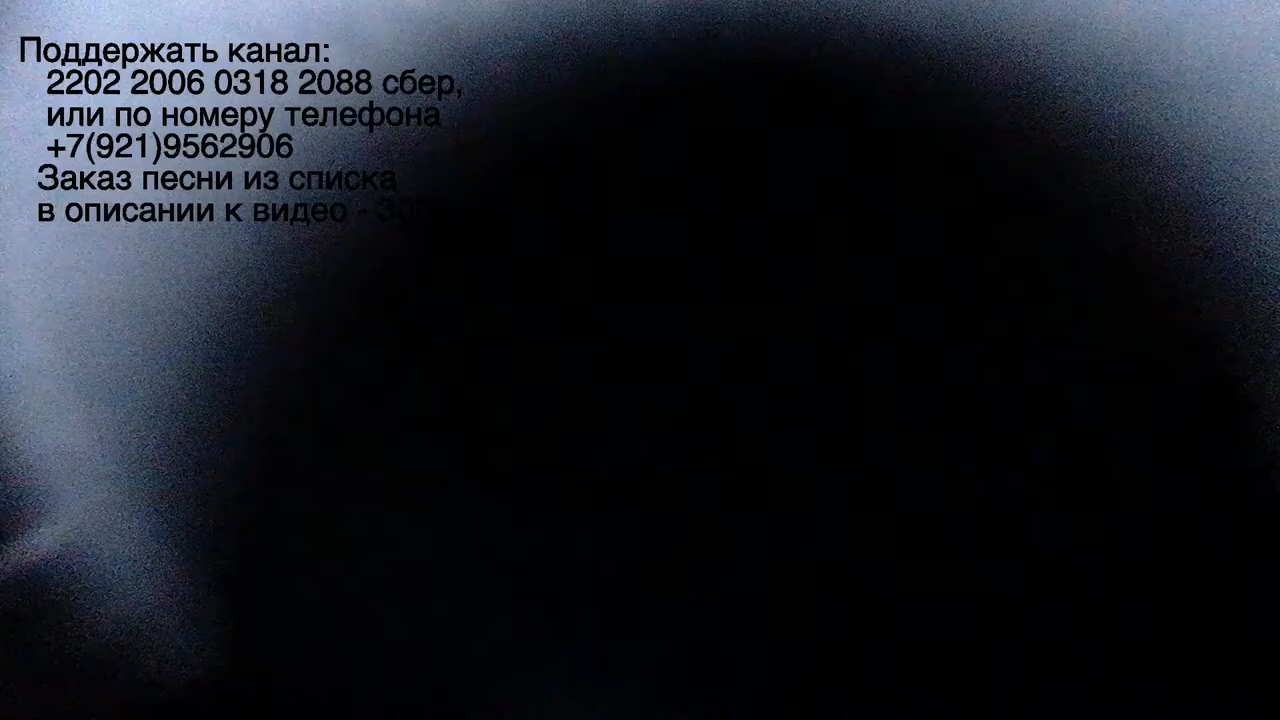 Поддержать канал:
2202 2006 0318 2088 сбер,
или по номеру телефона
+7(921)9562906
Заказ песни из списка
в описании к видео -